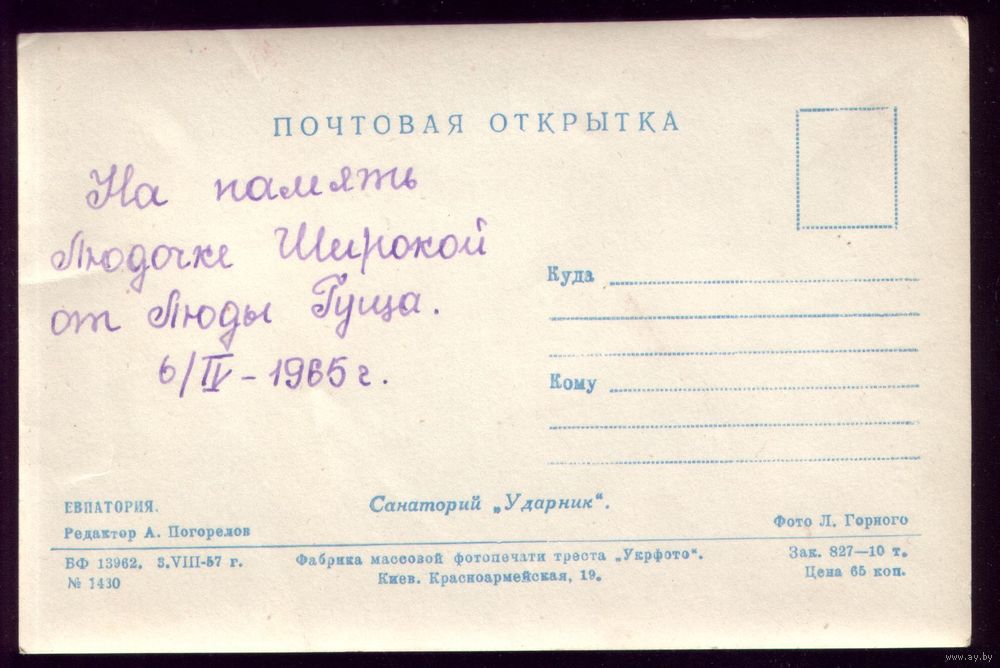 ПОЧТОВАЯ ОТКРЫТКА
На память
Людочке Широкой
от Люды Гуща.
6/IV – 1965 г.
Куда
Кому
ЕВПАТОРИЯ.
Санаторий „Ударник“.
Редактор А. Погорелов
Фото Л. Горного
БФ 13962. 3.VIII-57 г.
№ 1430
Фабрика массовой фотопечати треста „Укрфото“.
Киев. Красноармейская, 19.
Зак. 827—10 т.
Цена 65 коп.
www.ay.by